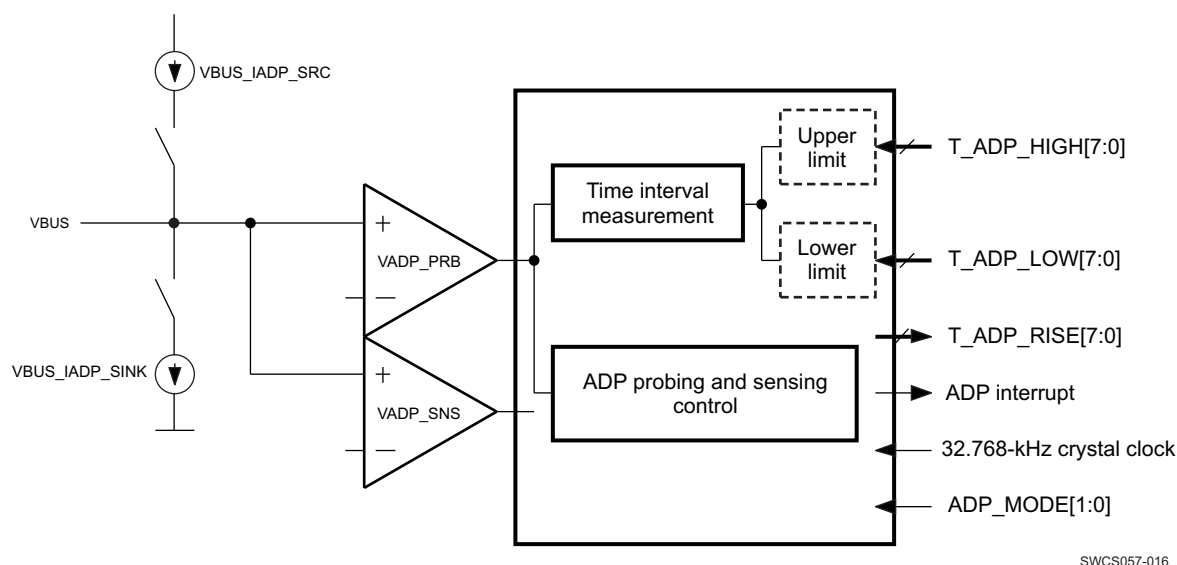 VBUS_IADP_SRC
Upper
limit
T_ADP_HIGH[7:0]
Time interval
measurement
VBUS
+
VADP_PRB
–
Lower
limit
T_ADP_LOW[7:0]
T_ADP_RISE[7:0]
VBUS_IADP_SINK
+
VADP_SNS
–
ADP probing and sensing
control
ADP interrupt
32.768-kHz crystal clock
ADP_MODE[1:0]
SWCS057-016